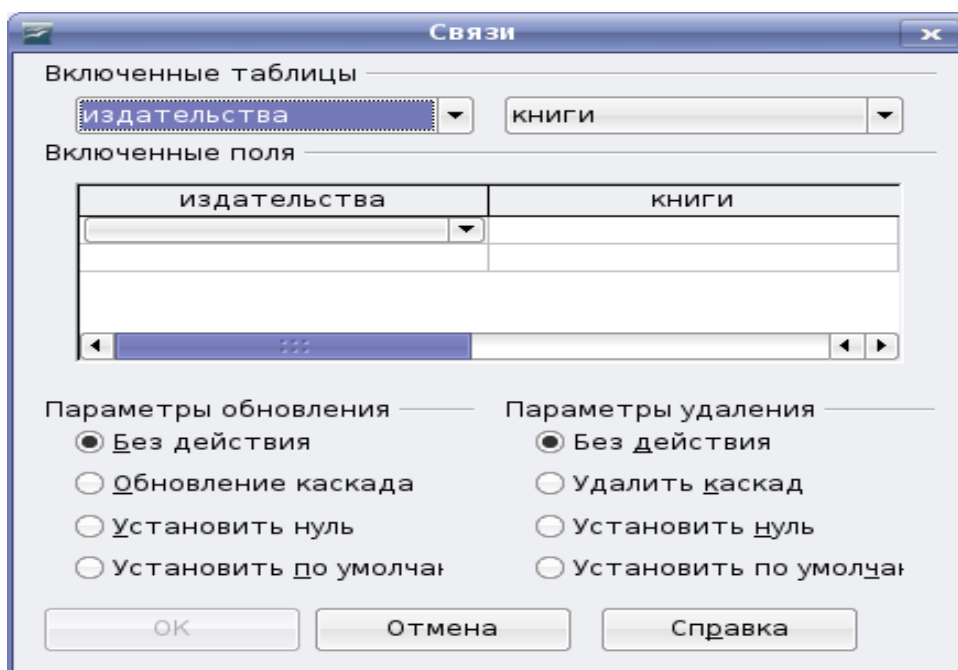 Связи
Включенные таблицы
издательства книги
Включенные поля
издательства книги
Параметры обновления Параметры удаления
Без действия Без действия
Обновление каскада Удалить каскад
Установить нуль Установить нуль
Установить по умолчан Установить по умолчан
ОК Отмена Справка